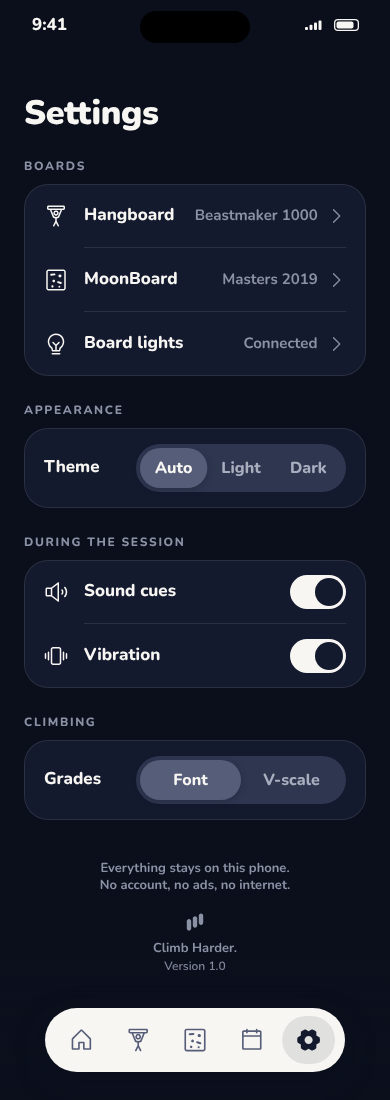 9:41
Settings
BOARDS
Hangboard Beastmaker 1000
MoonBoard Masters 2019
Board lights Connected
APPEARANCE
Theme Auto Light Dark
DURING THE SESSION
Sound cues
Vibration
CLIMBING
Grades Font V-scale
Everything stays on this phone.
No account, no ads, no internet.
Climb Harder.
Version 1.0